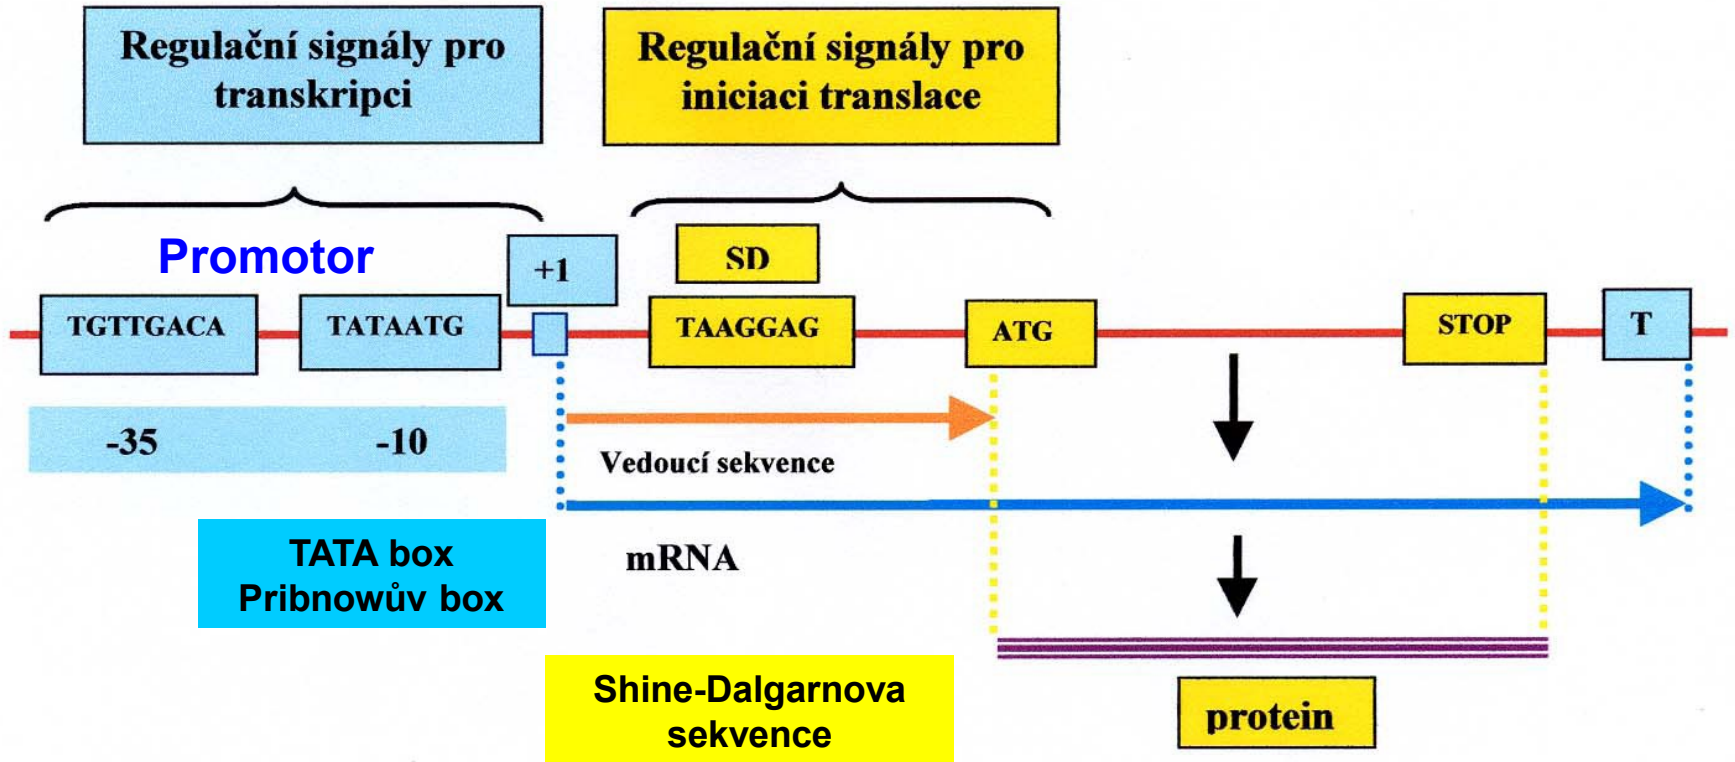 Regulační signály pro
transkripci
Regulační signály pro
iniciaci translace
Promotor
+1
SD
TGTTGACA
TATAATG
TAAGGAG
ATG
STOP
T
-35
-10
Vedoucí sekvence
mRNA
TATA box
Pribnowův box
Shine-Dalgarnova
sekvence
protein